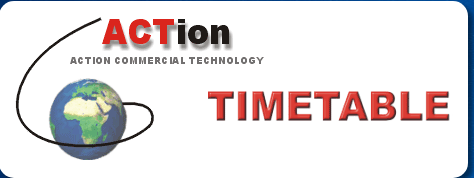 ACTion
ACTION COMMERCIAL TECHNOLOGY
TIMETABLE